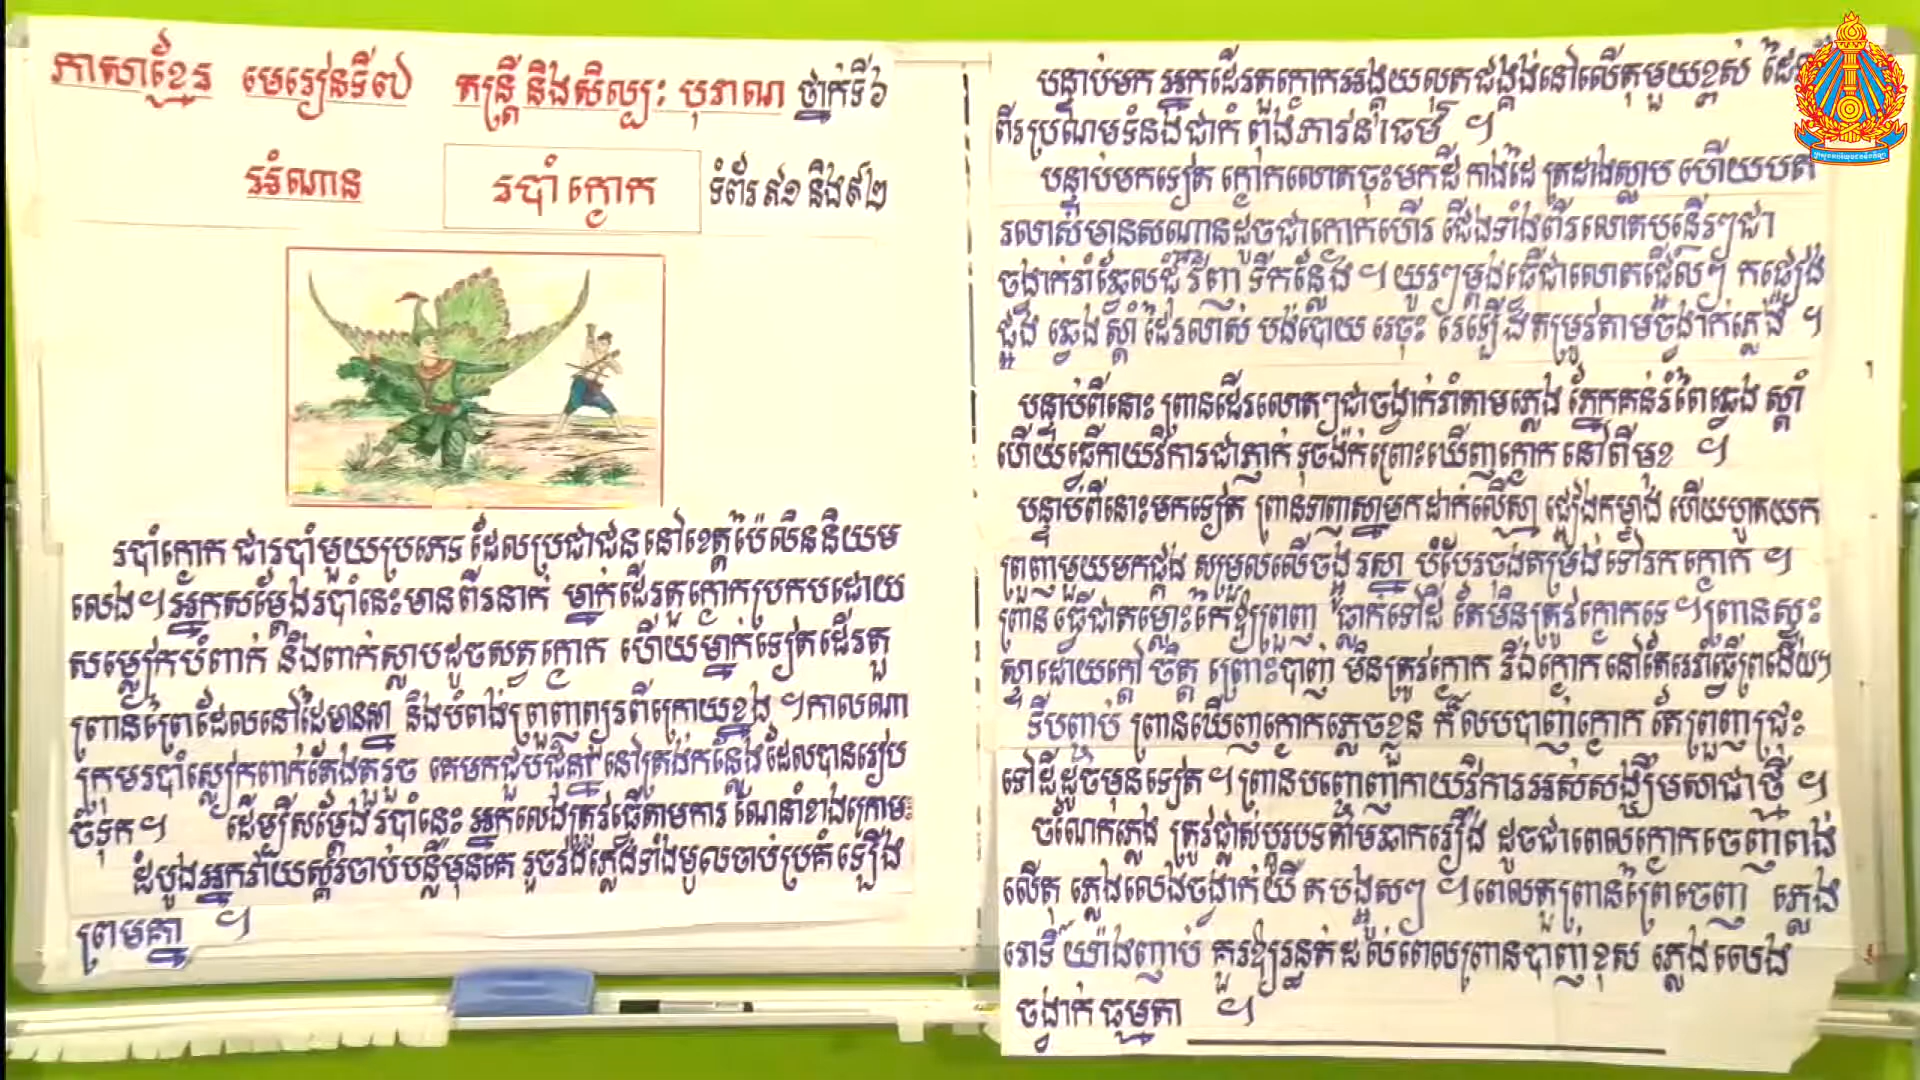 ភាសាខ្មែរ មេរៀនទី៧ តន្ត្រី និងសិល្បៈ បុរាណ ថ្នាក់ទី៦
អំណាន
របាំក្ងោក
ទំព័រ ៩១ និង៩២
របាំក្ងោក ជារបាំមួយប្រភេទ ដែលប្រជាជននៅខេត្តប៉ៃលិននិយម
លេង។ អ្នកសម្តែងរបាំនេះមានពីរនាក់ ម្នាក់ដើរតួក្ងោកប្រកបដោយ
សម្លៀកបំពាក់ និងពាក់ស្លាបដូចសត្វក្ងោក ហើយម្នាក់ទៀតដើរតួ
ព្រានព្រៃដែលនៅដៃមានស្នា និងបំពង់ព្រួញព្យួរពីក្រោយខ្នង ។កាលណា
ក្រុមរបាំស្លៀកពាក់តែងតួរួច គេមកជួបជុំគ្នានៅត្រង់កន្លែងដែលបានរៀប
ចំទុក។ ដើម្បីសម្តែងរបាំនេះ អ្នកលេងត្រូវធ្វើតាមការ ណែនាំខាងក្រោម៖
ដំបូងអ្នកវាយស្គរចាប់បន្លឺមុនគេ រួចវង់ភ្លេងទាំងមូលចាប់ប្រគំឡើង
ព្រមគ្នា ។
បន្ទាប់មក អ្នកដើរតួក្ងោកអង្គុយលុតជង្គង់នៅលើតុមួយខ្ពស់ ដៃ
ពីរប្រណមទំនងជាកំពុងភាវនាធម៌ ។
បន្ទាប់មកទៀត ក្ងោកលោតចុះមកដី កាងដៃ ត្រដាងស្លាប ហើយបត់
រលាស់មានសណ្ឋានដូចជាក្ងោកហើរ ជើងទាំងពីរលោតបន្តើរៗជា
ចង្វាក់រាំឆ្វែលជុំវិញទីកន្លែង។ យូរៗម្តងធ្វើជាលោតផ្អើលៗ កន្ឆៀង
ឆ្វេង ស្តាំ ដៃរលាស់ បង់បោយ រេចុះ រេឡើងតម្រូវតាមចង្វាក់ភ្លេង ។
បន្ទាប់ពីនោះ ព្រានដើរលោតៗជាចង្វាក់រាំតាមភ្លេង ភ្នែកគន់រំពៃឆ្វេង ស្តាំ
ហើយធ្វើកាយវិការជាភ្ញាក់ រួចងក់ព្រោះឃើញក្ងោក នៅពីមុខ ។
បន្ទាប់ពីនោះមកទៀត ព្រានទាញស្នាមកដាក់លើស្មា ជ្រៀងកម្លាំង ហើយហូតយក
ព្រួញមួយមកផ្គង សម្រួលលើចង្អូរស្នា បំបែរចុងតម្រង់ទៅរកក្ងោក ។
ព្រាន ធ្វើជាតម្លោះកៃឱ្យព្រួញ ធ្លាក់ទៅដី តែមិនត្រូវក្ងោកទេ ។ព្រានស្ទុះ
ស្ទាដោយក្តៅ ចិត្ត ព្រោះបាញ់ មិនត្រូវក្ងោក រីឯក្ងោកនៅតែរេរាំធ្វើព្រងើយ។
ទីបញ្ចប់ ព្រានឃើញក្ងោកភ្លេចខ្លួន ក៏លបបាញ់ក្ងោក តែព្រួញជ្រុះ
ទៅដីដូចមុនទៀត។ ព្រានបញ្ចេញកាយវិការអស់សង្ឃឹមសាជាថ្មី ។
ចំណែកភ្លេង ត្រូវផ្លាស់ប្តូរបទតាមឆាករឿង ដូចជាពេលក្ងោកចេញពង់
លើតុ ភ្លេងលេងចង្វាក់យឺតបង្អួសៗ ។ ពេលតួព្រានព្រៃចេញ ភ្លេង
រោទ៍យ៉ាងញាប់ គួរឱ្យរន្ធត់ ដល់ពេលព្រានបាញ់ខុស ភ្លេងលេង
ចង្វាក់ធម្មតា ។